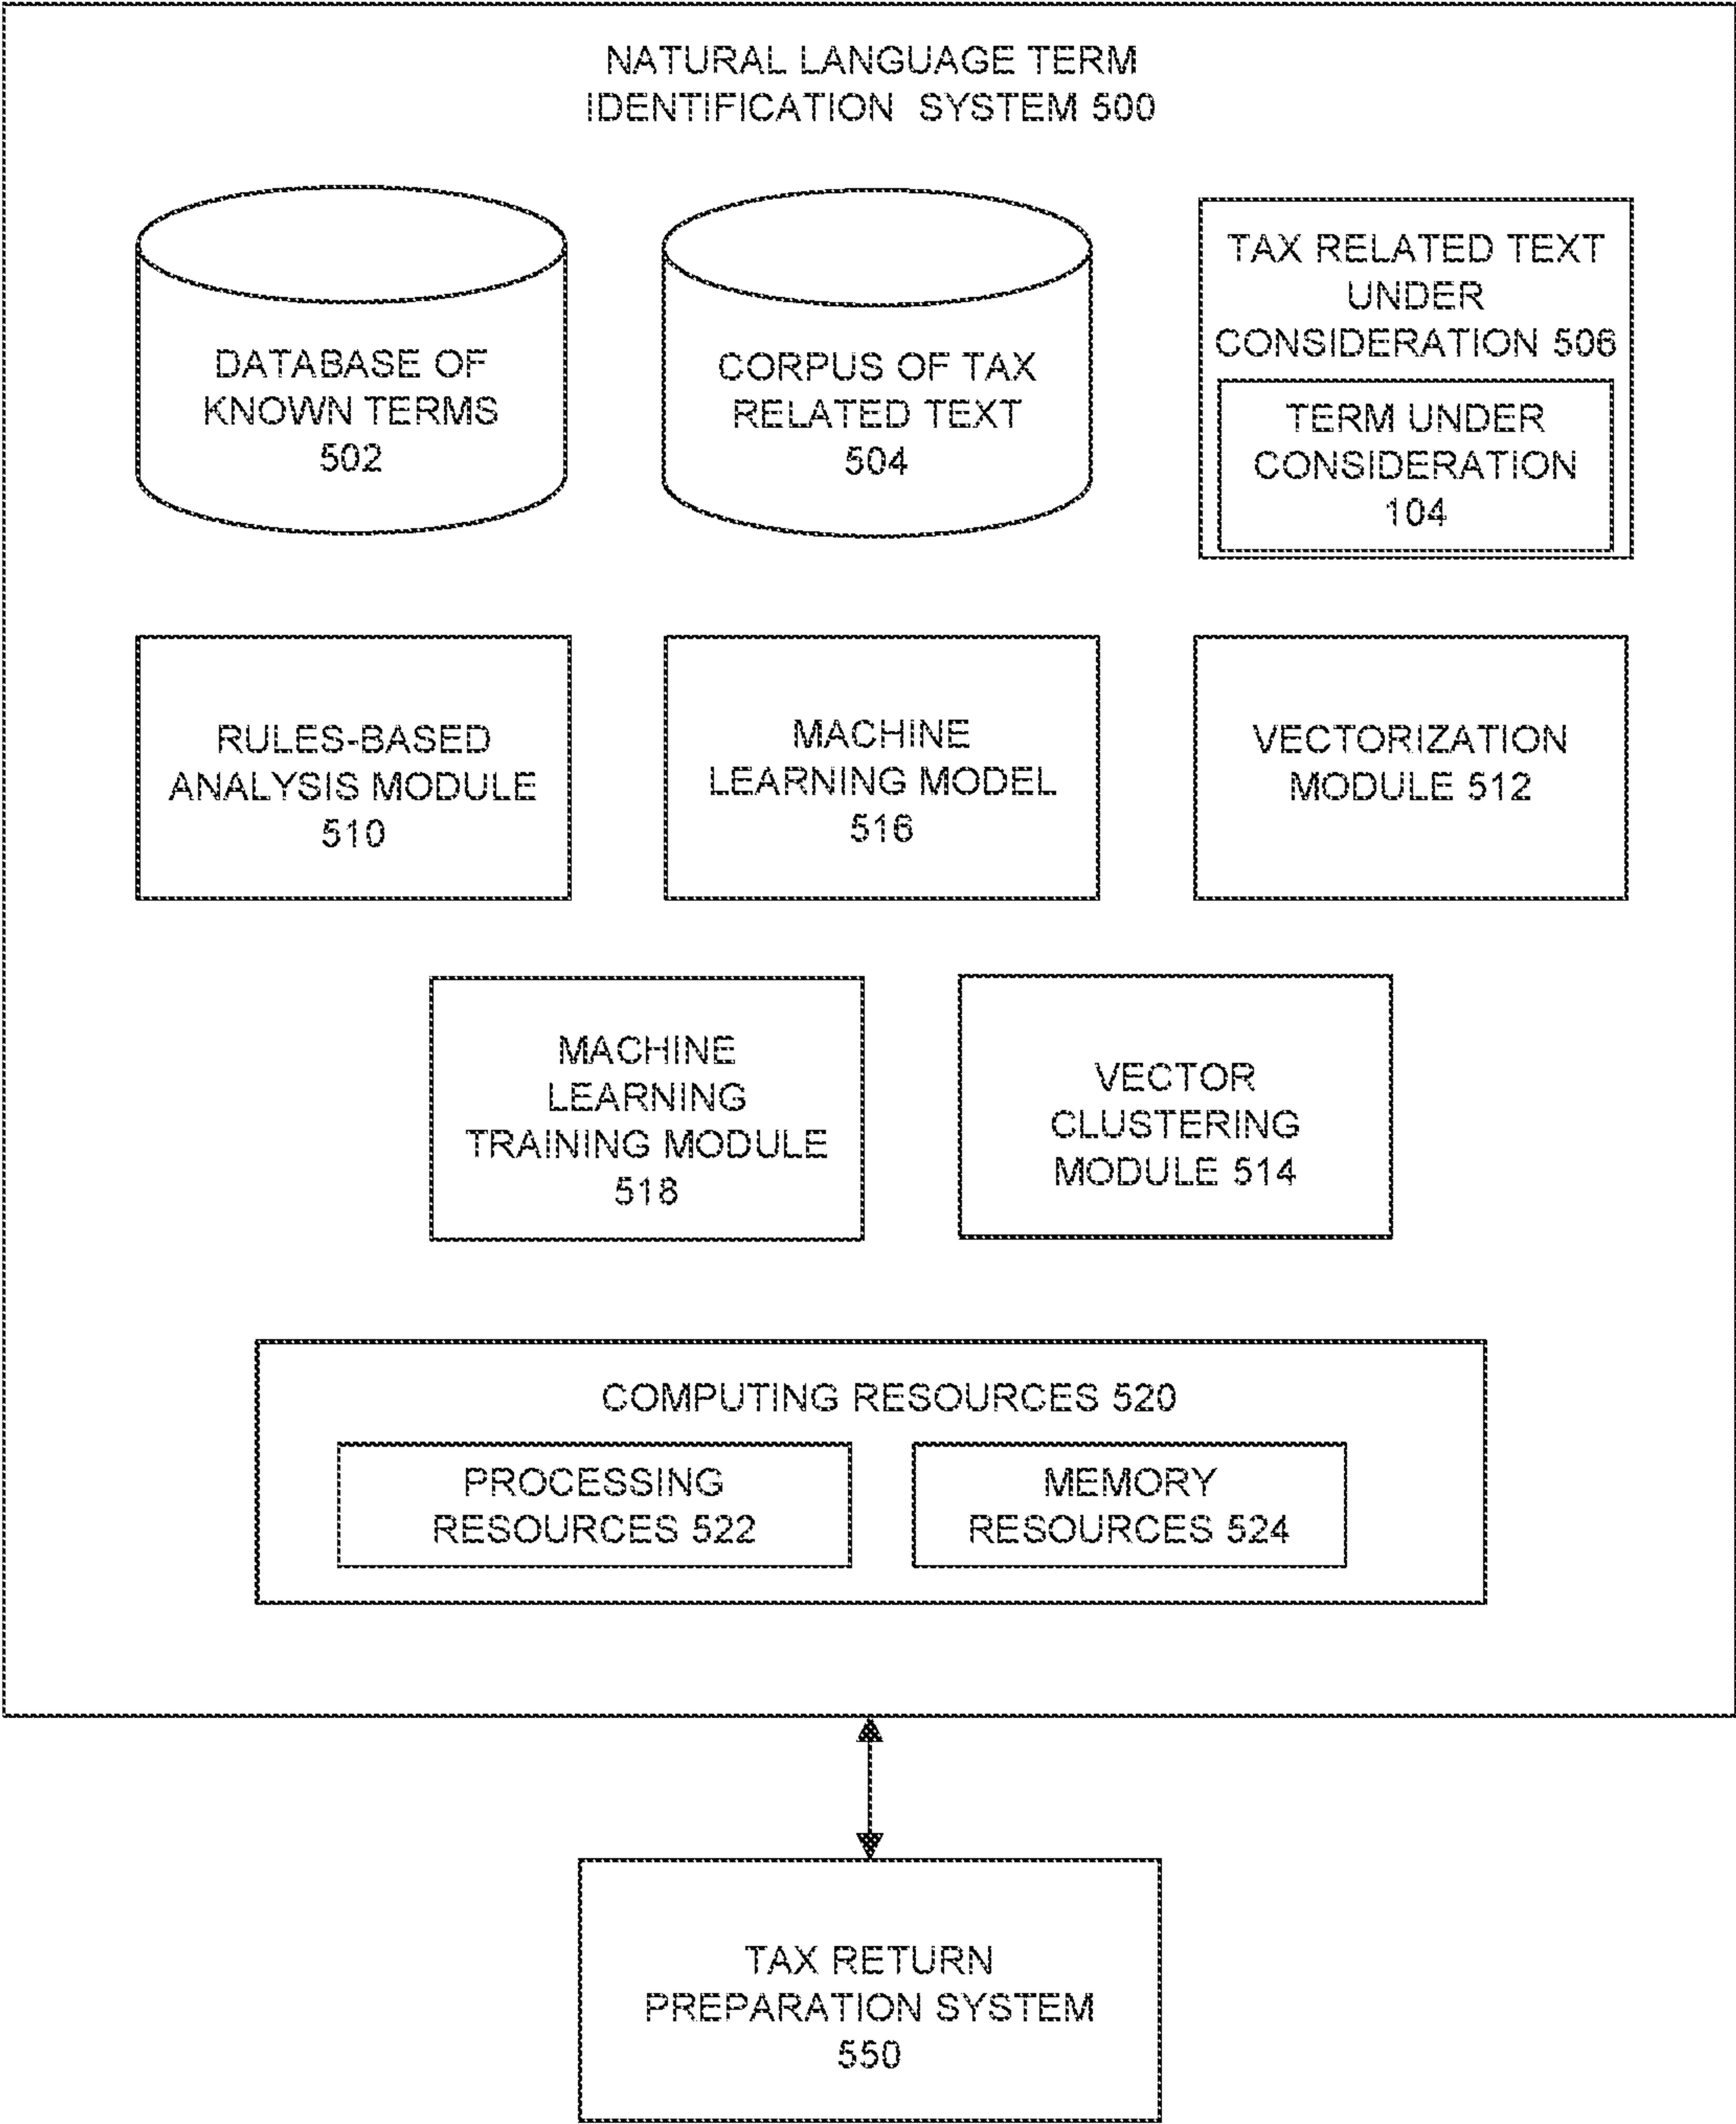 NATURAL LANGUAGE TERM
IDENTIFICATION SYSTEM 500
DATABASE OF
KNOWN TERMS
502
CORPUS OF TAX
RELATED TEXT
504
TAX RELATED TEXT
UNDER
CONSIDERATION 506
TERM UNDER
CONSIDERATION
104
RULES-BASED
ANALYSIS MODULE
510
MACHINE
LEARNING MODEL
516
VECTORIZATION
MODULE 512
MACHINE
LEARNING
TRAINING MODULE
518
VECTOR
CLUSTERING
MODULE 514
COMPUTING RESOURCES 520
PROCESSING
RESOURCES 522
MEMORY
RESOURCES 524
TAX RETURN
PREPARATION SYSTEM
550